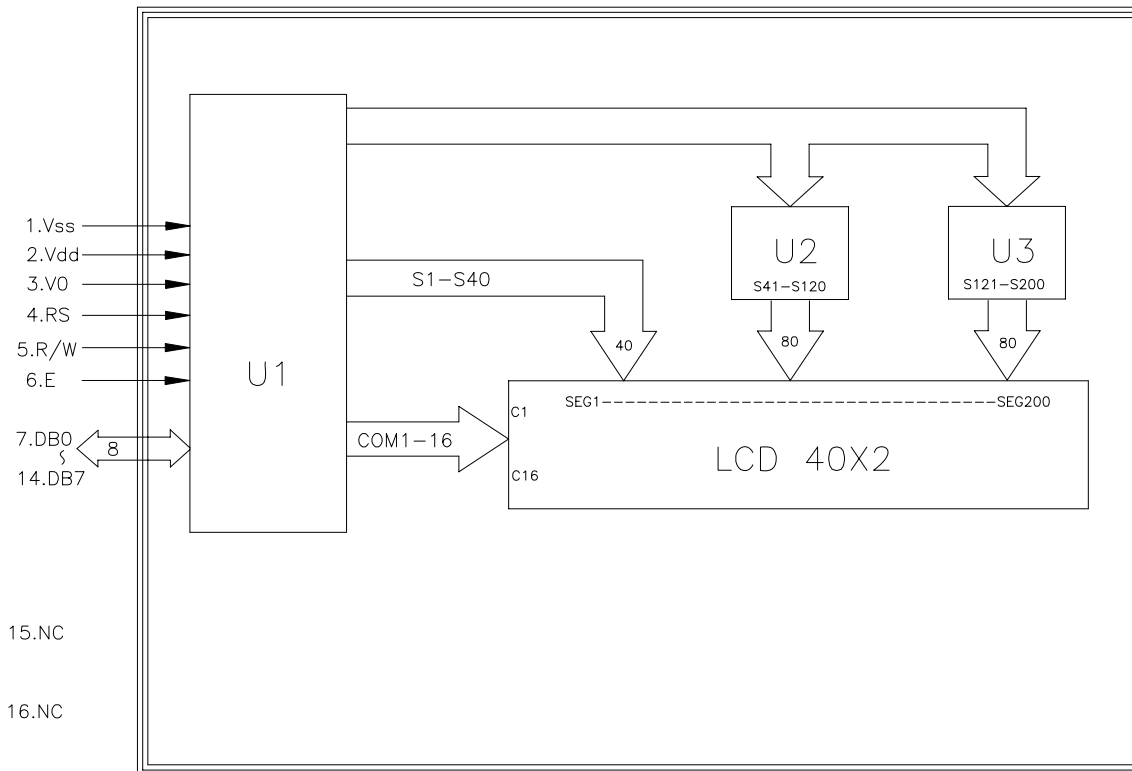 1.Vss
2.Vdd
3.V0
4.RS
5.R/W
6.E
7.DB0
~
14.DB7
8
15.NC
16.NC
U1
S1-S40
COM1-16
40
U2
S41-S120
80
U3
S121-S200
80
SEG1--------------------------------------SEG200
C1
C16
LCD 40X2